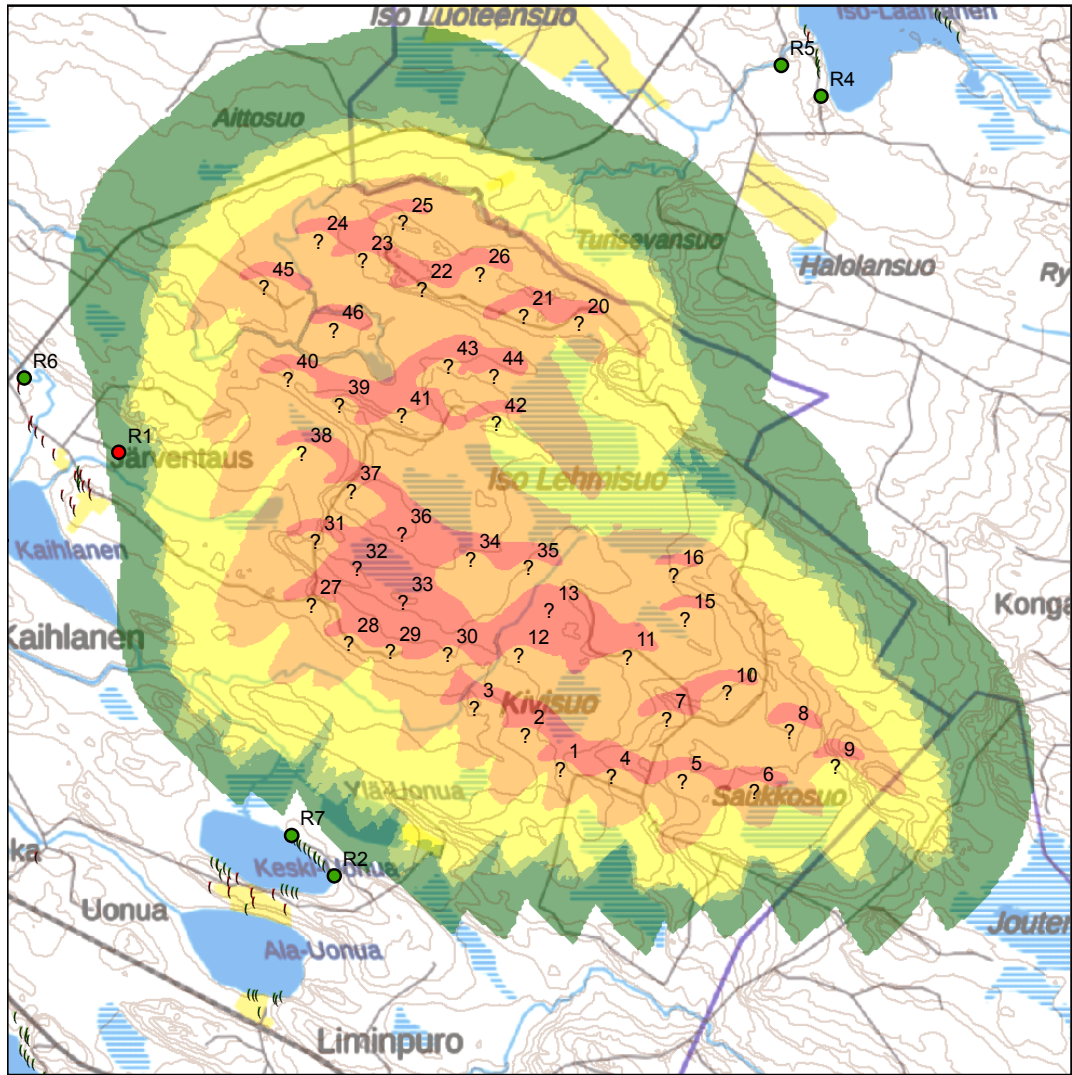 Iso Luoteensuo
Iso-Laamanen
R5
R4
Aittosuo
25
24
Turisevansuo
23
26
Halolansuo
Ry
45
22
21
20
46
43
R6
40
44
39
41
42
R1
38
Järventaus
37
Iso Lehmisuo
36
31
Kaihlanen
32
34
35
16
27
33
13
15
Konga
Kaihlanen
28
29
30
12
11
3
Kivisuo
7
10
2
8
1
4
5
6
9
Ylä-Uonua
Saukkosuo
R7
ka
R2
Keski-Uonua
Uonua
Jouten
Ala-Uonua
Liminpuro
? ? ? ? ? ? ? ? ? ? ? ? ? ? ? ? ? ? ? ? ? ? ? ? ? ? ? ? ? ? ? ? ? ? ? ? ? ? ? ? ? ?